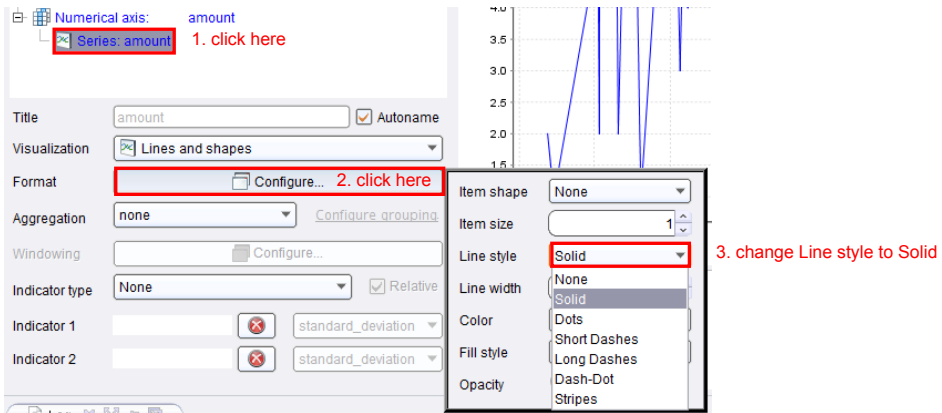 Numerical axis: amount
Series: amount 1. click here
4.0
3.5
3.0
2.5
2.0
1.5
Title amount Autoname
Visualization Lines and shapes
Format Configure... 2. click here
Aggregation none Configure grouping
Windowing Configure...
Indicator type None Relative
Indicator 1 standard_deviation
Indicator 2 standard_deviation
Item shape None
Item size 1
Line style Solid 3. change Line style to Solid
Line width
Color
Fill style
Opacity
None
Solid
Dots
Short Dashes
Long Dashes
Dash-Dot
Stripes